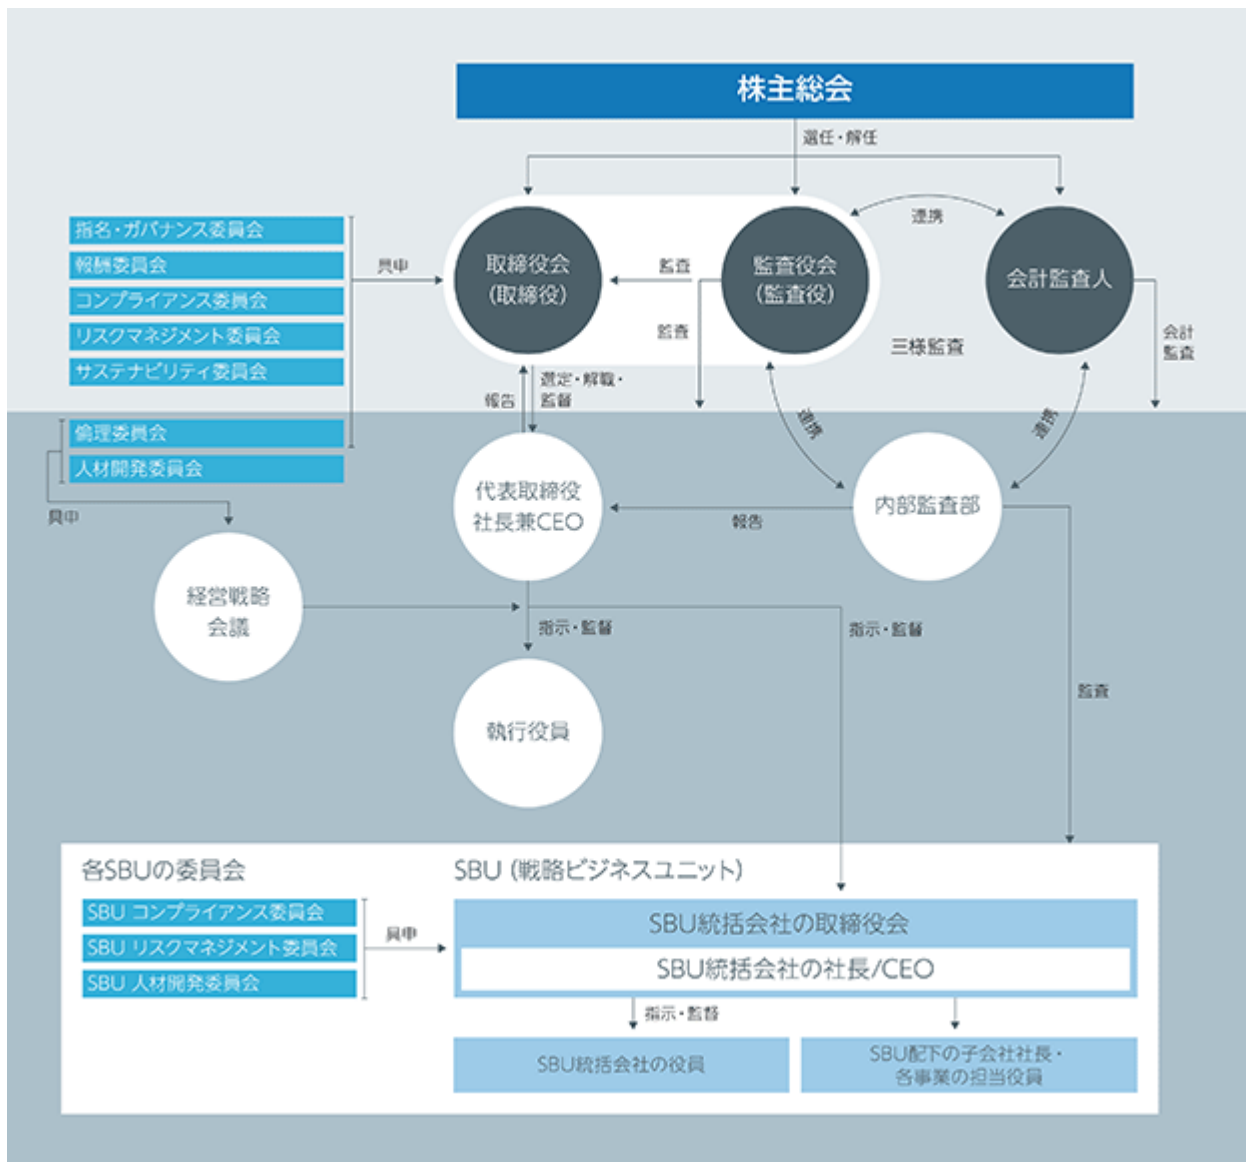 株主総会
選任・解任
指名・ガバナンス委員会
報酬委員会
コンプライアンス委員会
リスクマネジメント委員会
サステナビリティ委員会
倫理委員会
人材開発委員会
具申
具申
取締役会
(取締役)
監査
監査
監査役会
(監査役)
連携
会計監査人
三様監査
会計
監査
報告
選定・解職・
監督
連携
連携
代表取締役
社長兼CEO
報告
内部監査部
経営戦略
会議
指示・監督
指示・監督
監査
執行役員
各SBUの委員会
SBU コンプライアンス委員会
SBU リスクマネジメント委員会
SBU 人材開発委員会
具申
SBU (戦略ビジネスユニット)
SBU統括会社の取締役会
SBU統括会社の社長/CEO
指示・監督
SBU統括会社の役員
SBU配下の子会社社長・
各事業の担当役員